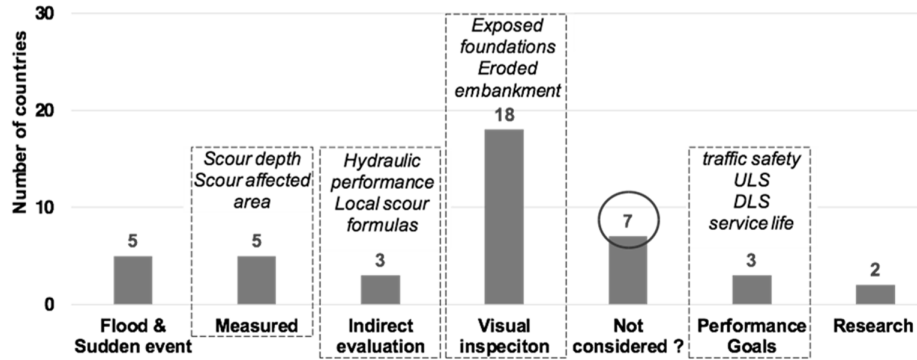 Number of countries
30
20
10
0
Exposed
foundations
Eroded
embankment
18
Scour depth
Scour affected
area
Hydraulic
performance
Local scour
formulas
traffic safety
ULS
DLS
service life
5
5
3
7
3
2
Flood &
Sudden event
Measured
Indirect
evaluation
Visual
inspeciton
Not
considered ?
Performance
Goals
Research